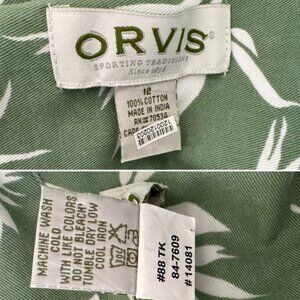 ORVIS
SPORTING TRADITIONS
Since 1856
12
100% COTTON
MADE IN INDIA
RN# 70534
MACHINE WASH
COLD
WITH LIKE COLORS
DO NOT BLEACH
TUMBLE DRY LOW
COOL IRON
#88 TK
84-7609
#14081